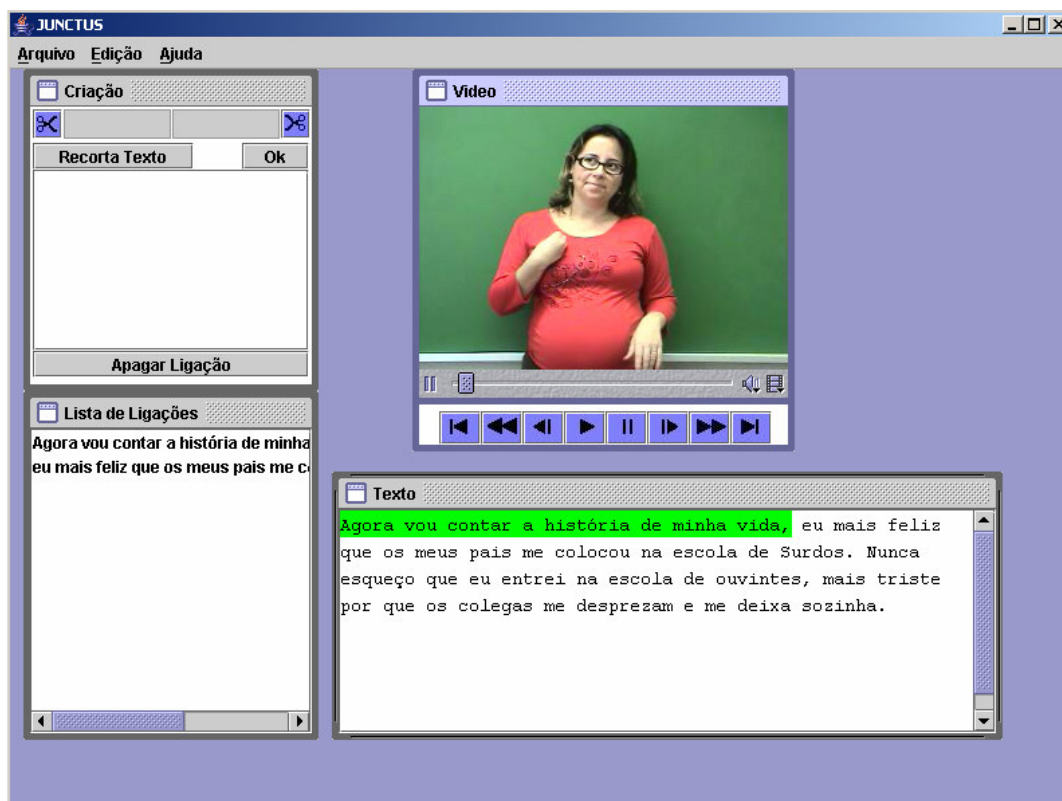 JUNCTUS
Arquivo Edição Ajuda
Criação
Recorta Texto Ok
Apagar Ligação
Lista de Ligações
Agora vou contar a história de minha
eu mais feliz que os meus pais me
Video
Texto
Agora vou contar a história de minha vida, eu mais feliz
que os meus pais me colocou na escola de Surdos. Nunca
esqueço que eu entrei na escola de ouvintes, mais triste
por que os colegas me desprezam e me deixa sozinha.